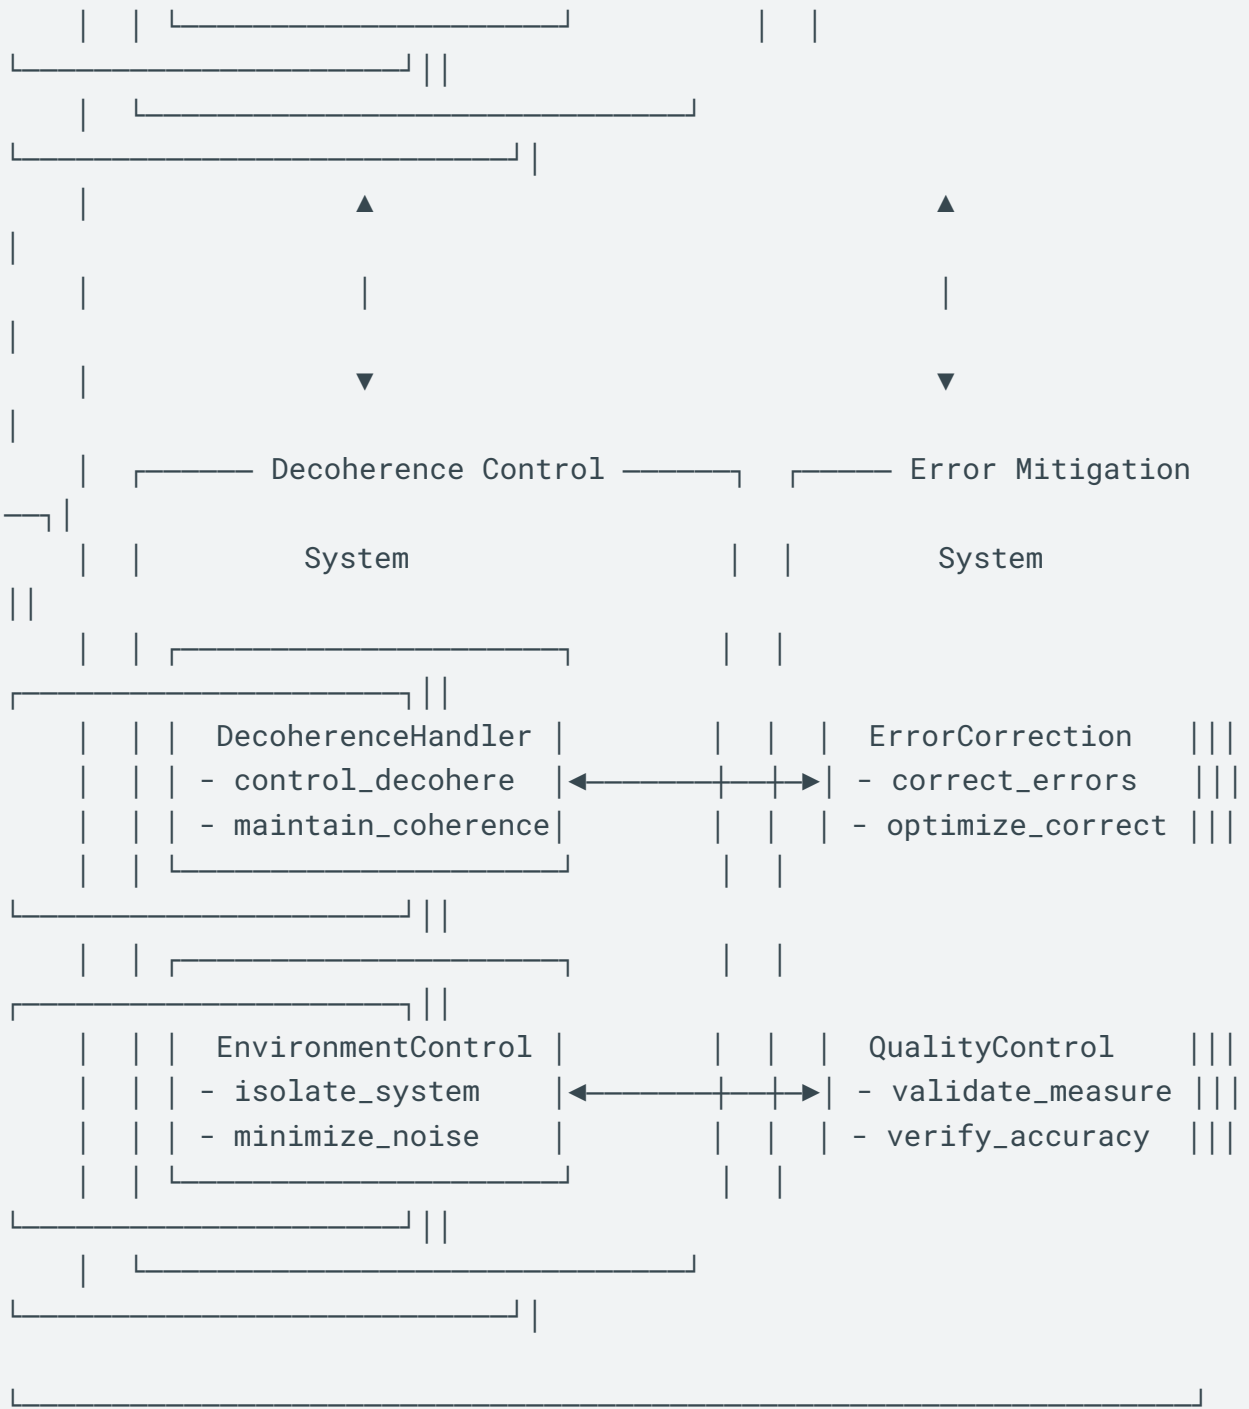 Decoherence Control Error Mitigation
System System
DecoherenceHandler ErrorCorrection
- control_decohere - correct_errors
- maintain_coherence - optimize_correct
EnvironmentControl QualityControl
- isolate_system - validate_measure
- minimize_noise - verify_accuracy